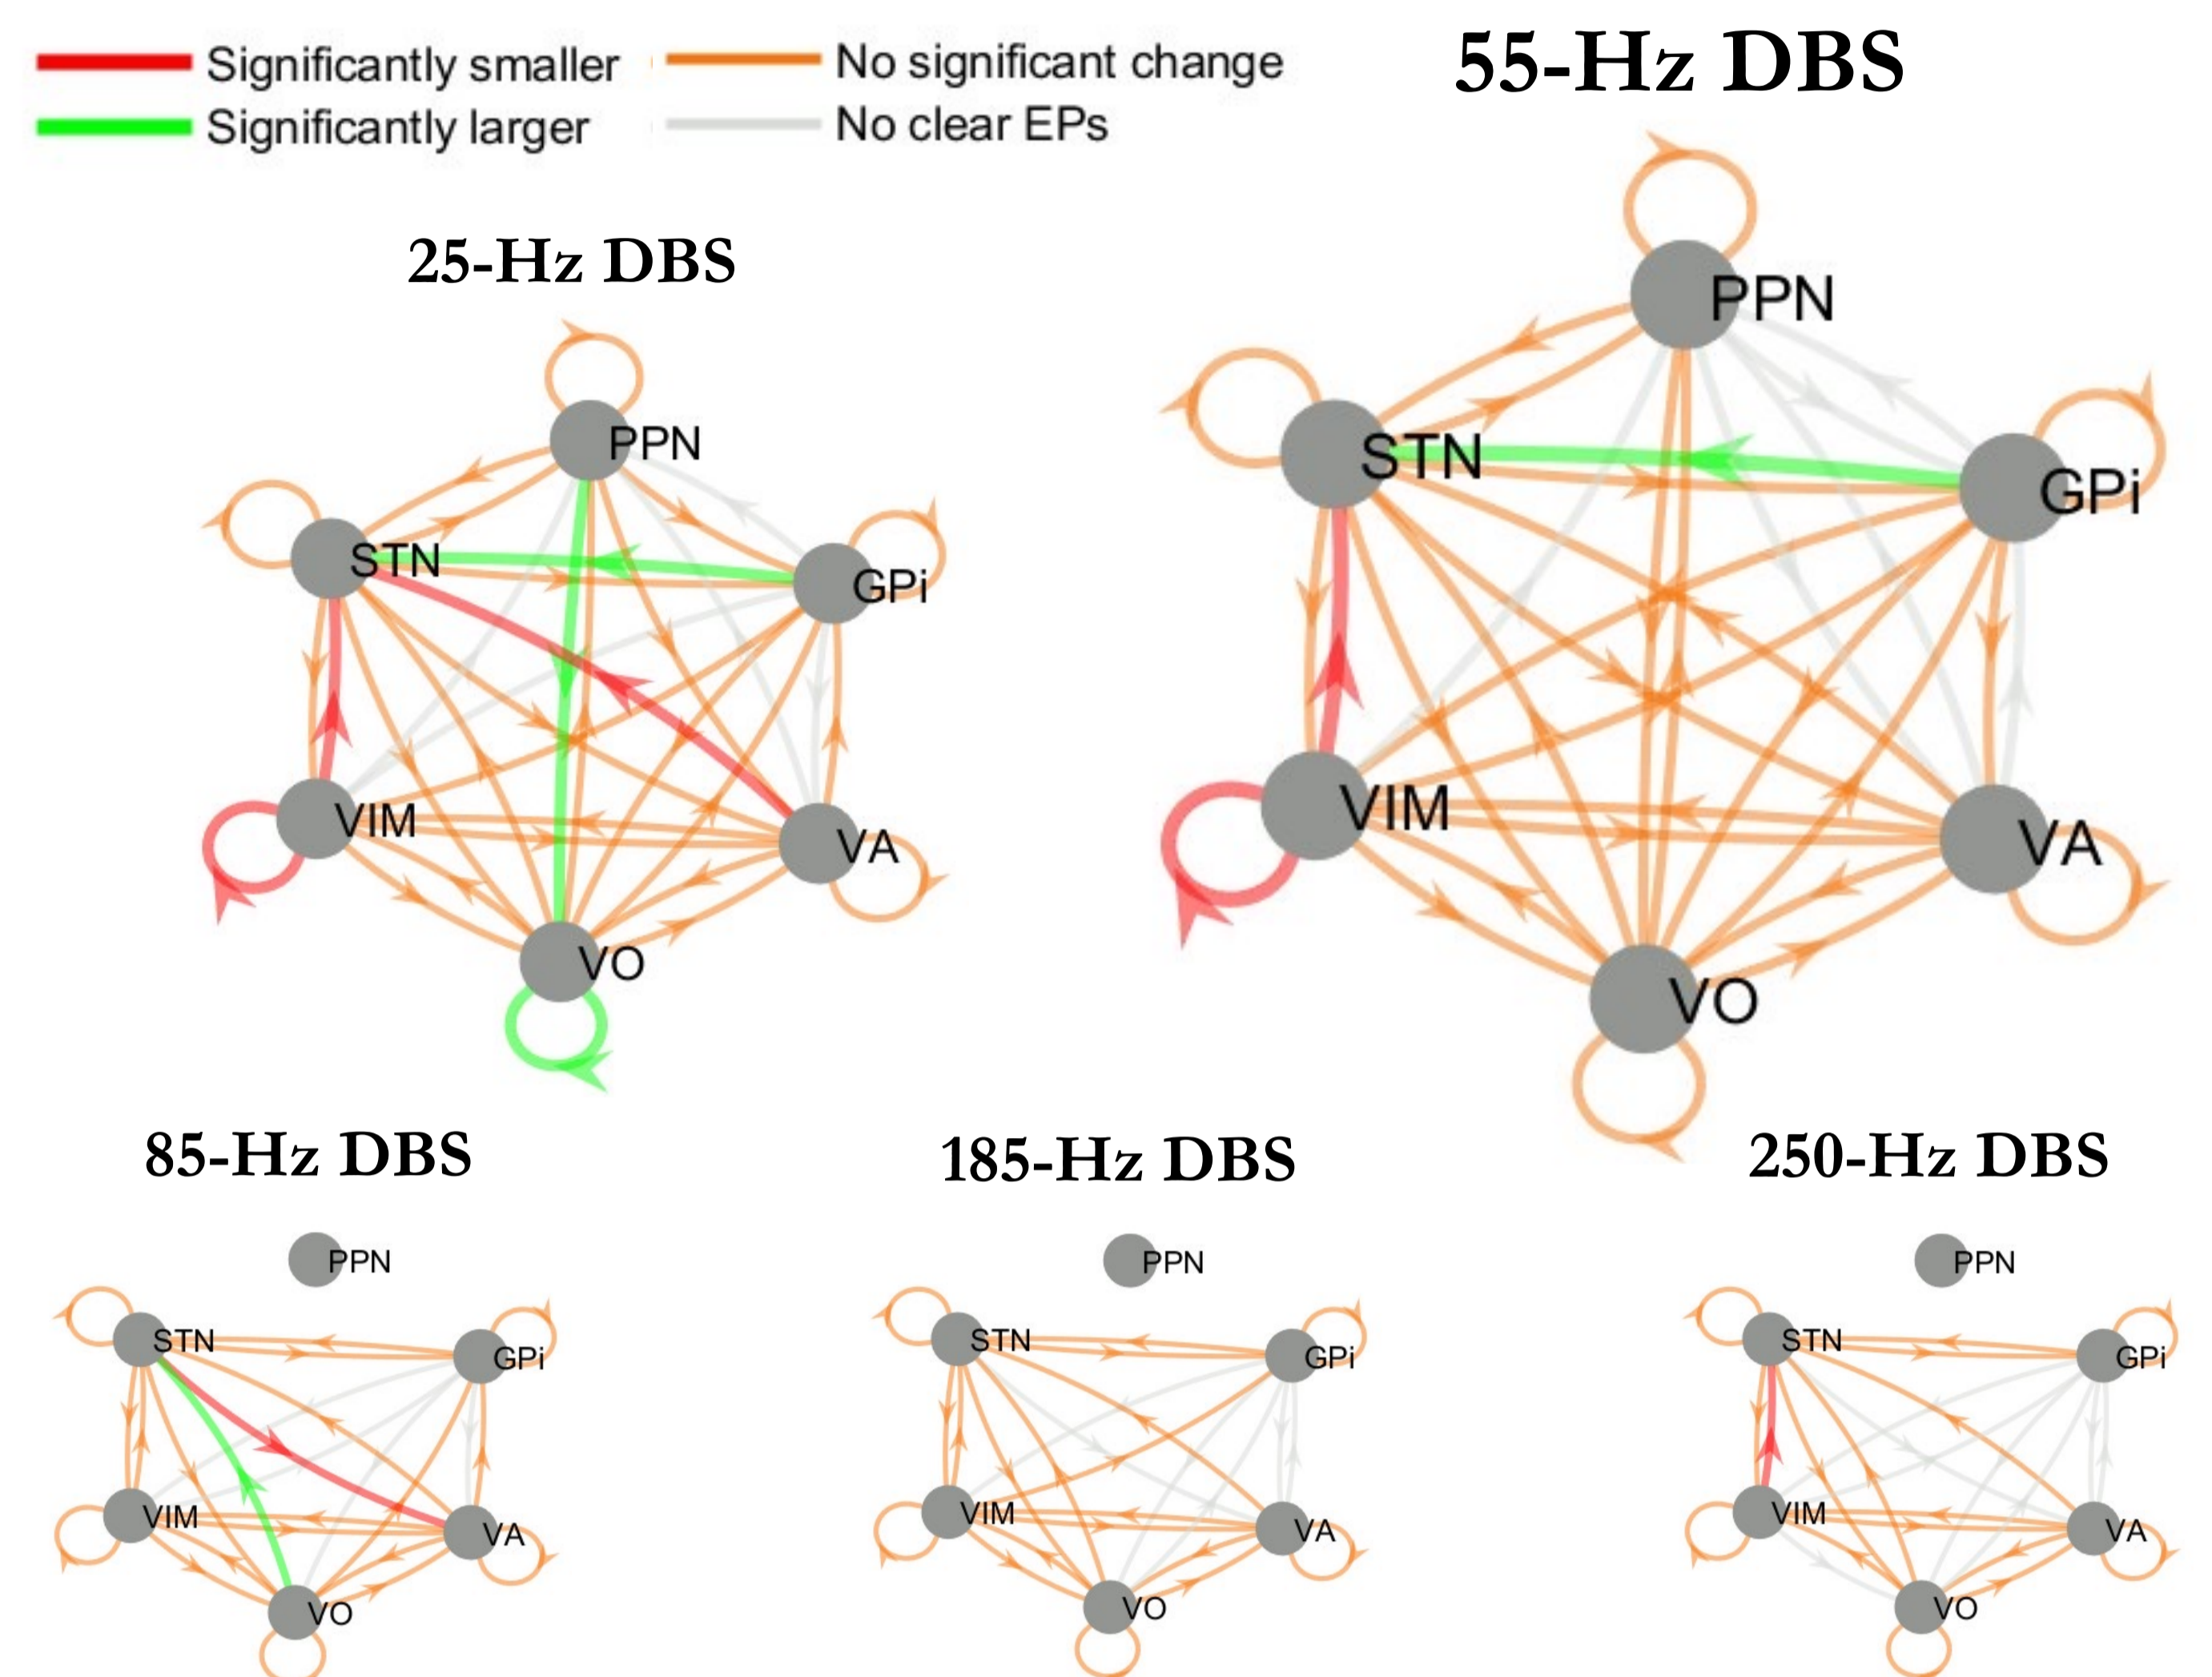 Significantly smaller
No significant change
Significantly larger
No clear EPs
55-Hz DBS
PPN
STN
GPi
VIM
VA
VO
25-Hz DBS
PPN
STN
GPi
VIM
VA
VO
85-Hz DBS
PPN
STN
GPi
VIM
VA
VO
185-Hz DBS
PPN
STN
GPi
VIM
VA
VO
250-Hz DBS
PPN
STN
GPi
VIM
VA
VO